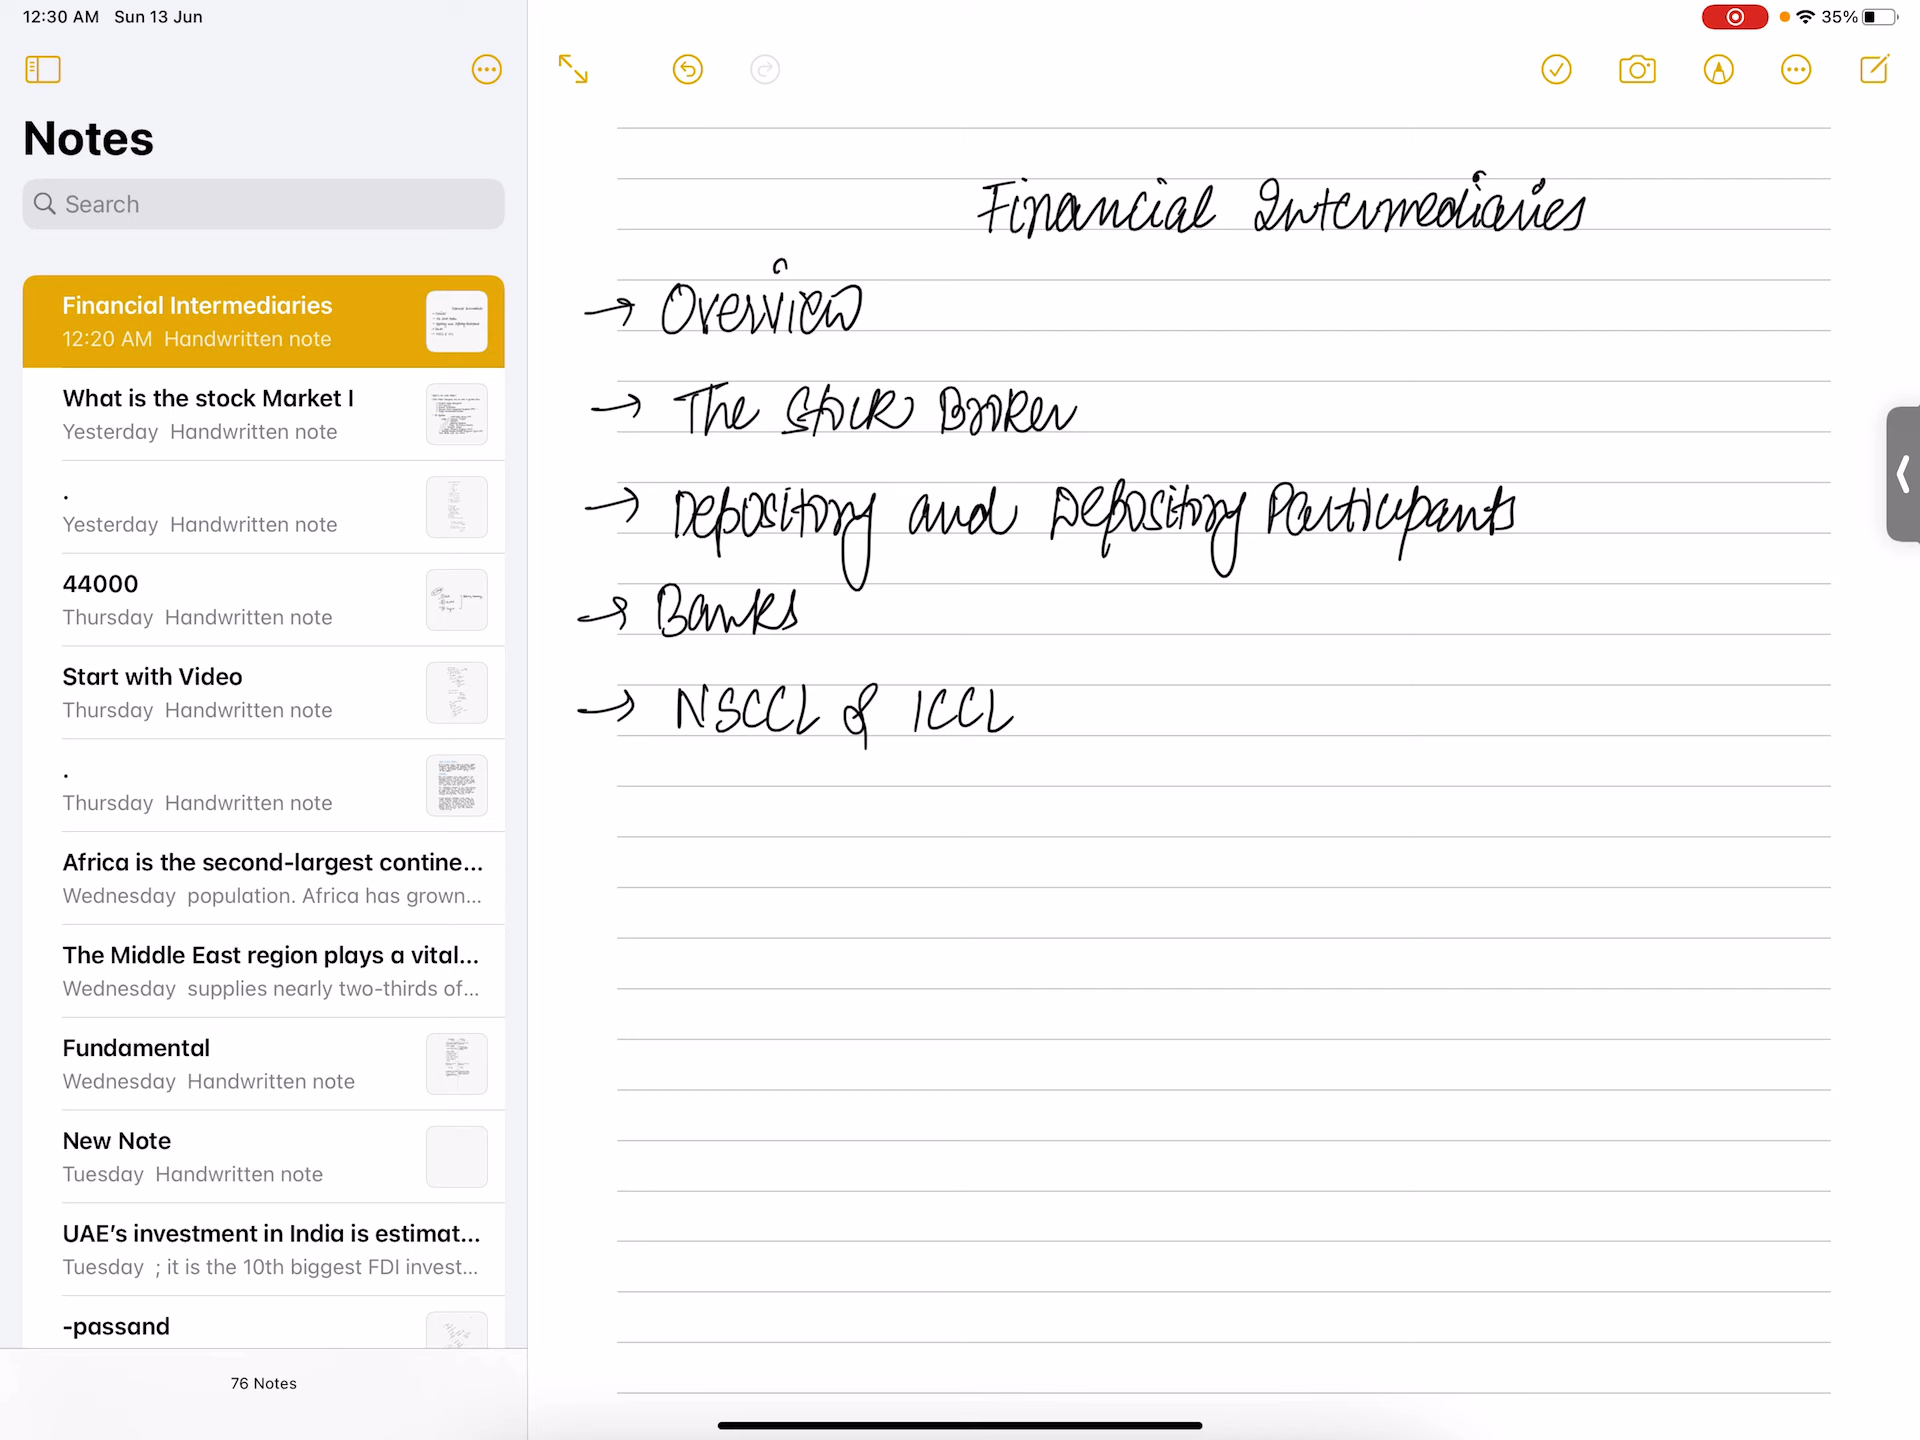 12:30 AM Sun 13 Jun
35%
Notes
Search
Financial Intermediaries
12:20 AM Handwritten note
What is the stock Market I
Yesterday Handwritten note
.
Yesterday Handwritten note
44000
Thursday Handwritten note
Start with Video
Thursday Handwritten note
.
Thursday Handwritten note
Africa is the second-largest contine...
Wednesday population. Africa has grown...
The Middle East region plays a vital...
Wednesday supplies nearly two-thirds of...
Fundamental
Wednesday Handwritten note
New Note
Tuesday Handwritten note
UAE’s investment in India is estimat...
Tuesday ; it is the 10th biggest FDI invest...
-passand
76 Notes
Financial Intermediaries
→ Overview
→ The Stock Broker
→ Depository and Depository Participants
→ Banks
→ NSCCL & ICCL